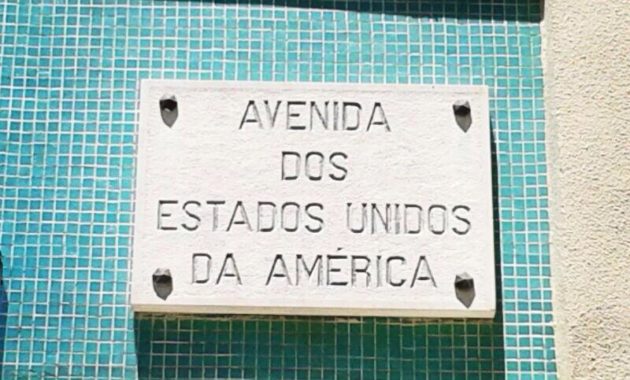 AVENIDA
DOS
ESTADOS UNIDOS
DA AMÉRICA